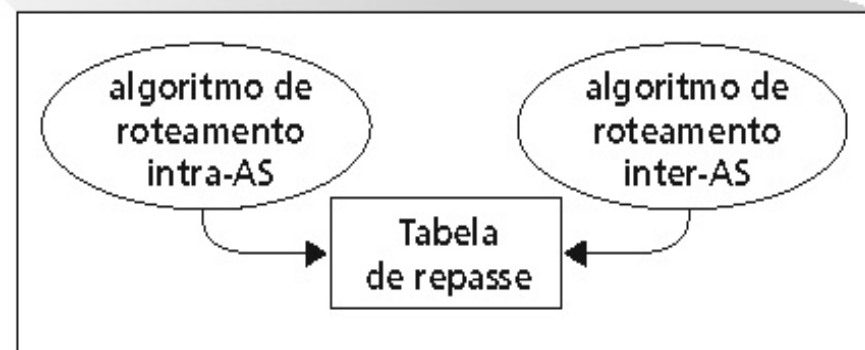 algoritmo de
roteamento
intra-AS
algoritmo de
roteamento
inter-AS
Tabela
de repasse